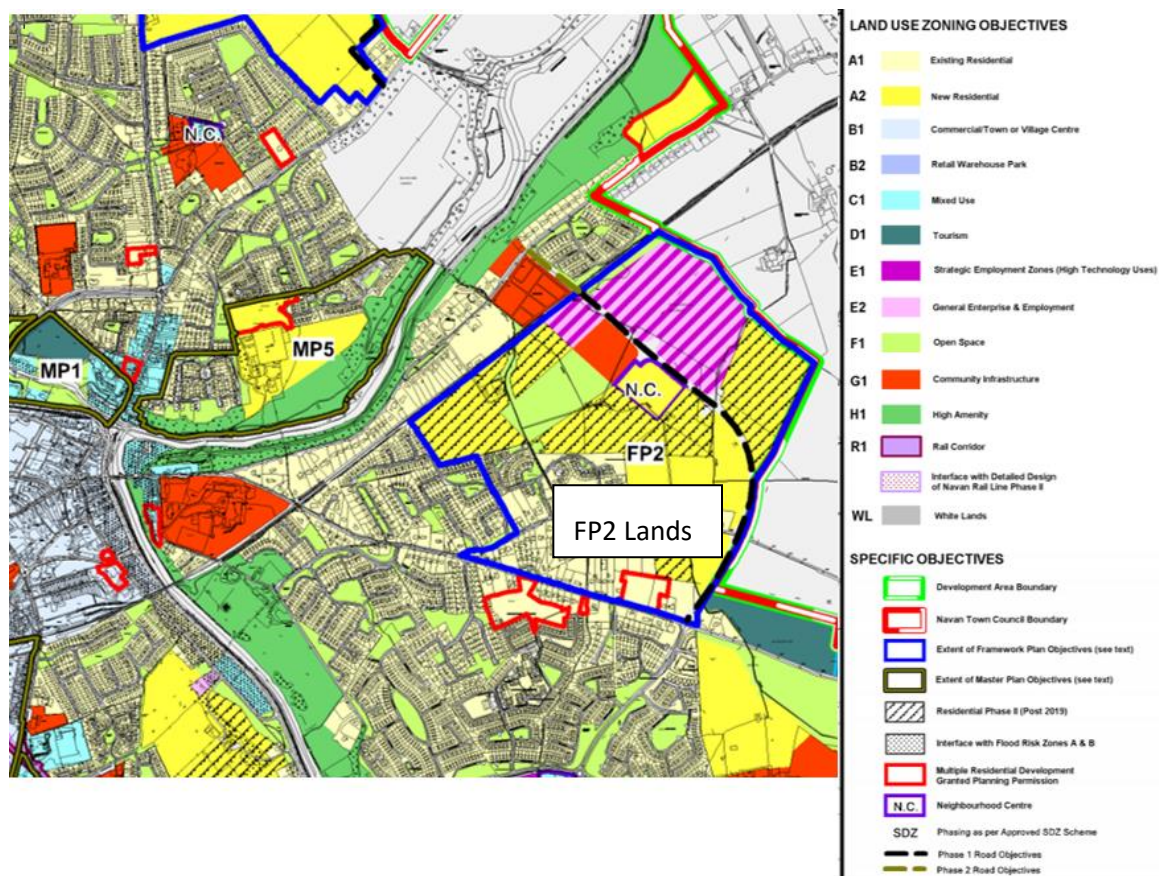 N.C.
MP5
MP1
N.C.
FP2
FP2 Lands
LAND USE ZONING OBJECTIVES
A1 Existing Residential
A2 New Residential
B1 Commercial/Town or Village Centre
B2 Retail Warehouse Park
C1 Mixed Use
D1 Tourism
E1 Strategic Employment Zones (High Technology Uses)
E2 General Enterprise & Employment
F1 Open Space
G1 Community Infrastructure
H1 High Amenity
R1 Rail Corridor
Interface with Detailed Design
of Navan Rail Line Phase II
WL White Lands
SPECIFIC OBJECTIVES
Development Area Boundary
Navan Town Council Boundary
Extent of Framework Plan Objectives (see text)
Extent of Master Plan Objectives (see text)
Residential Phase II (Post 2019)
Interface with Flood Risk Zones A & B
Multiple Residential Development
Granted Planning Permission
N.C. Neighbourhood Centre
SDZ Phasing as per Approved SDZ Scheme
Phase 1 Road Objectives
Phase 2 Road Objectives